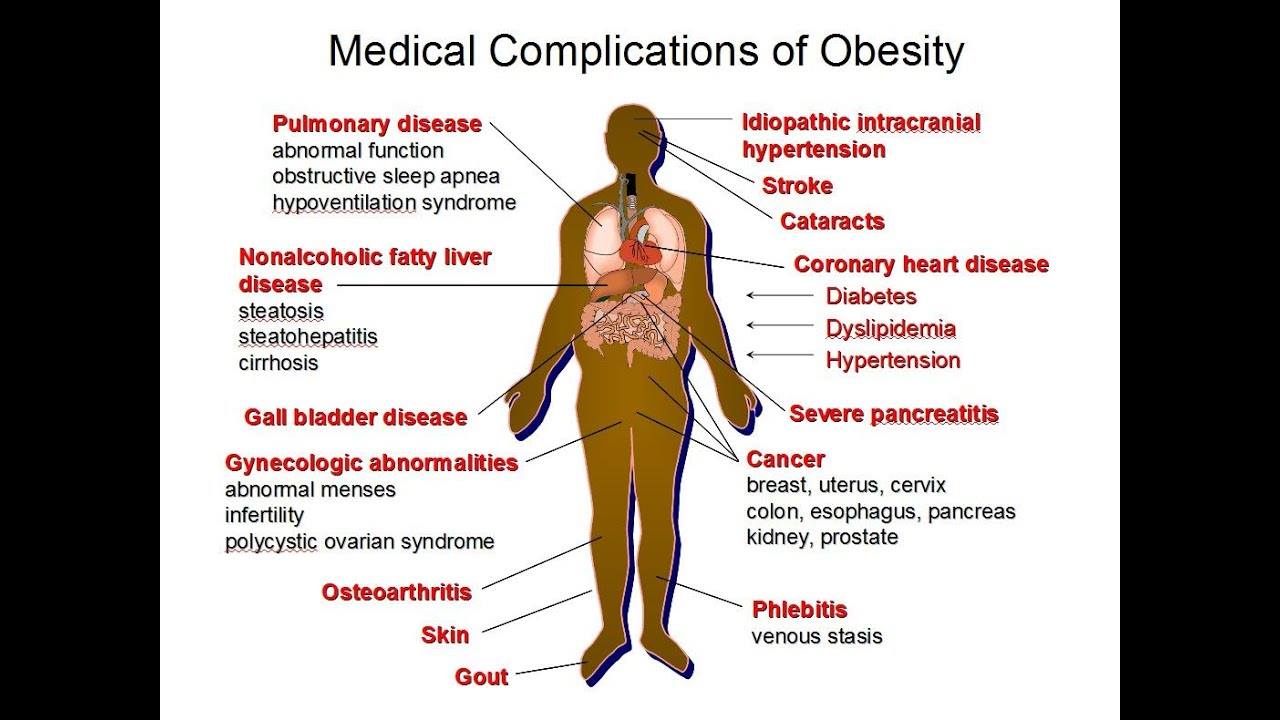 Medical Complications of Obesity
Pulmonary disease
abnormal function
obstructive sleep apnea
hypoventilation syndrome
Nonalcoholic fatty liver
disease
steatosis
steatohepatitis
cirrhosis
Gall bladder disease
Gynecologic abnormalities
abnormal menses
infertility
polycystic ovarian syndrome
Osteoarthritis
Skin
Gout
Idiopathic intracranial
hypertension
Stroke
Cataracts
Coronary heart disease
Diabetes
Dyslipidemia
Hypertension
Severe pancreatitis
Cancer
breast, uterus, cervix
colon, esophagus, pancreas
kidney, prostate
Phlebitis
venous stasis